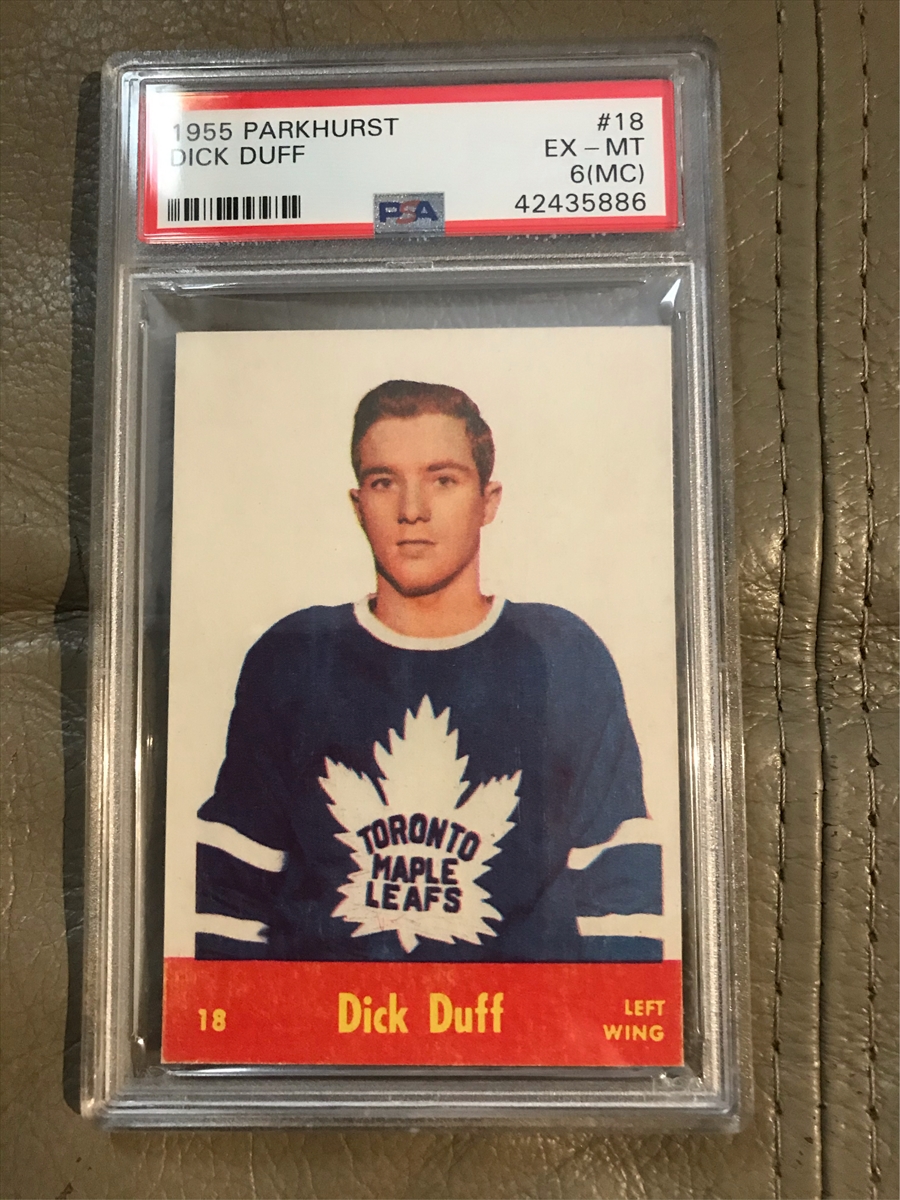 1955 PARKHURST
DICK DUFF
#18
EX - MT
6(MC)
42435886
PSA
TORONTO
MAPLE
LEAFS
18
Dick Duff
LEFT
WING